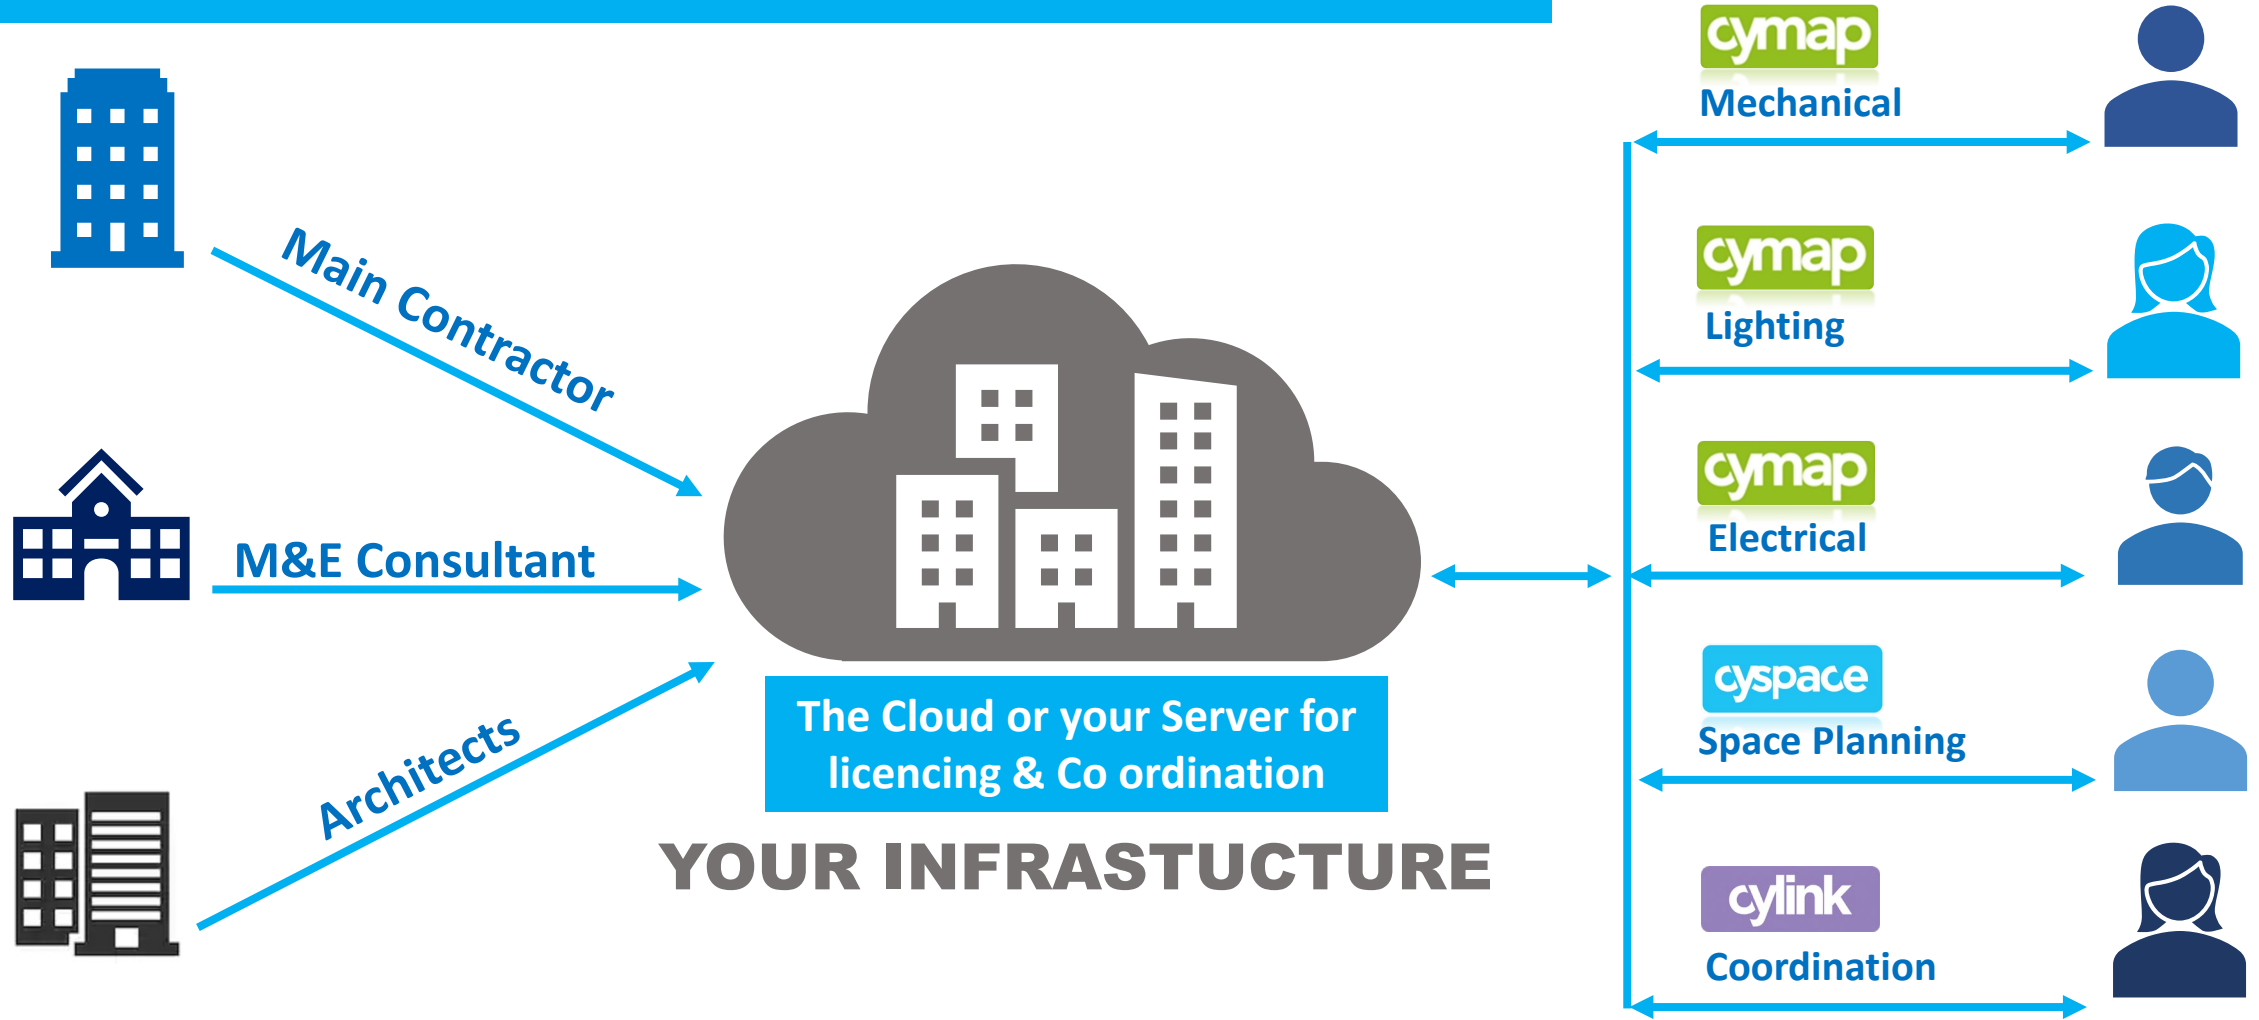 Main Contractor
M&E Consultant
Architects
The Cloud or your Server for
licencing & Co ordination
YOUR INFRASTUCTURE
cymap
Mechanical
cymap
Lighting
cymap
Electrical
cyspace
Space Planning
cylink
Coordination